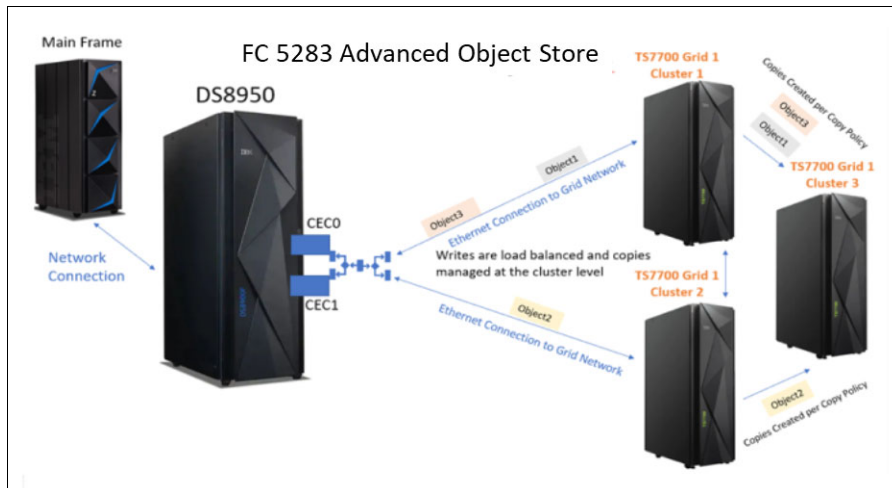 FC 5283 Advanced Object Store
Main Frame
DS8950
Network
Connection
CEC0
CEC1
Object3
Object1
Ethernet Connection to Grid Network
Writes are load balanced and copies
managed at the cluster level
Object2
Ethernet Connection to Grid Network
TS7700 Grid 1
Cluster 1
Copies Created per Copy Policy
Object3
Object1
TS7700 Grid 1
Cluster 3
TS7700 Grid 1
Cluster 2
Object2
Copies Created per Copy Policy
IBM
DS8950F
Z